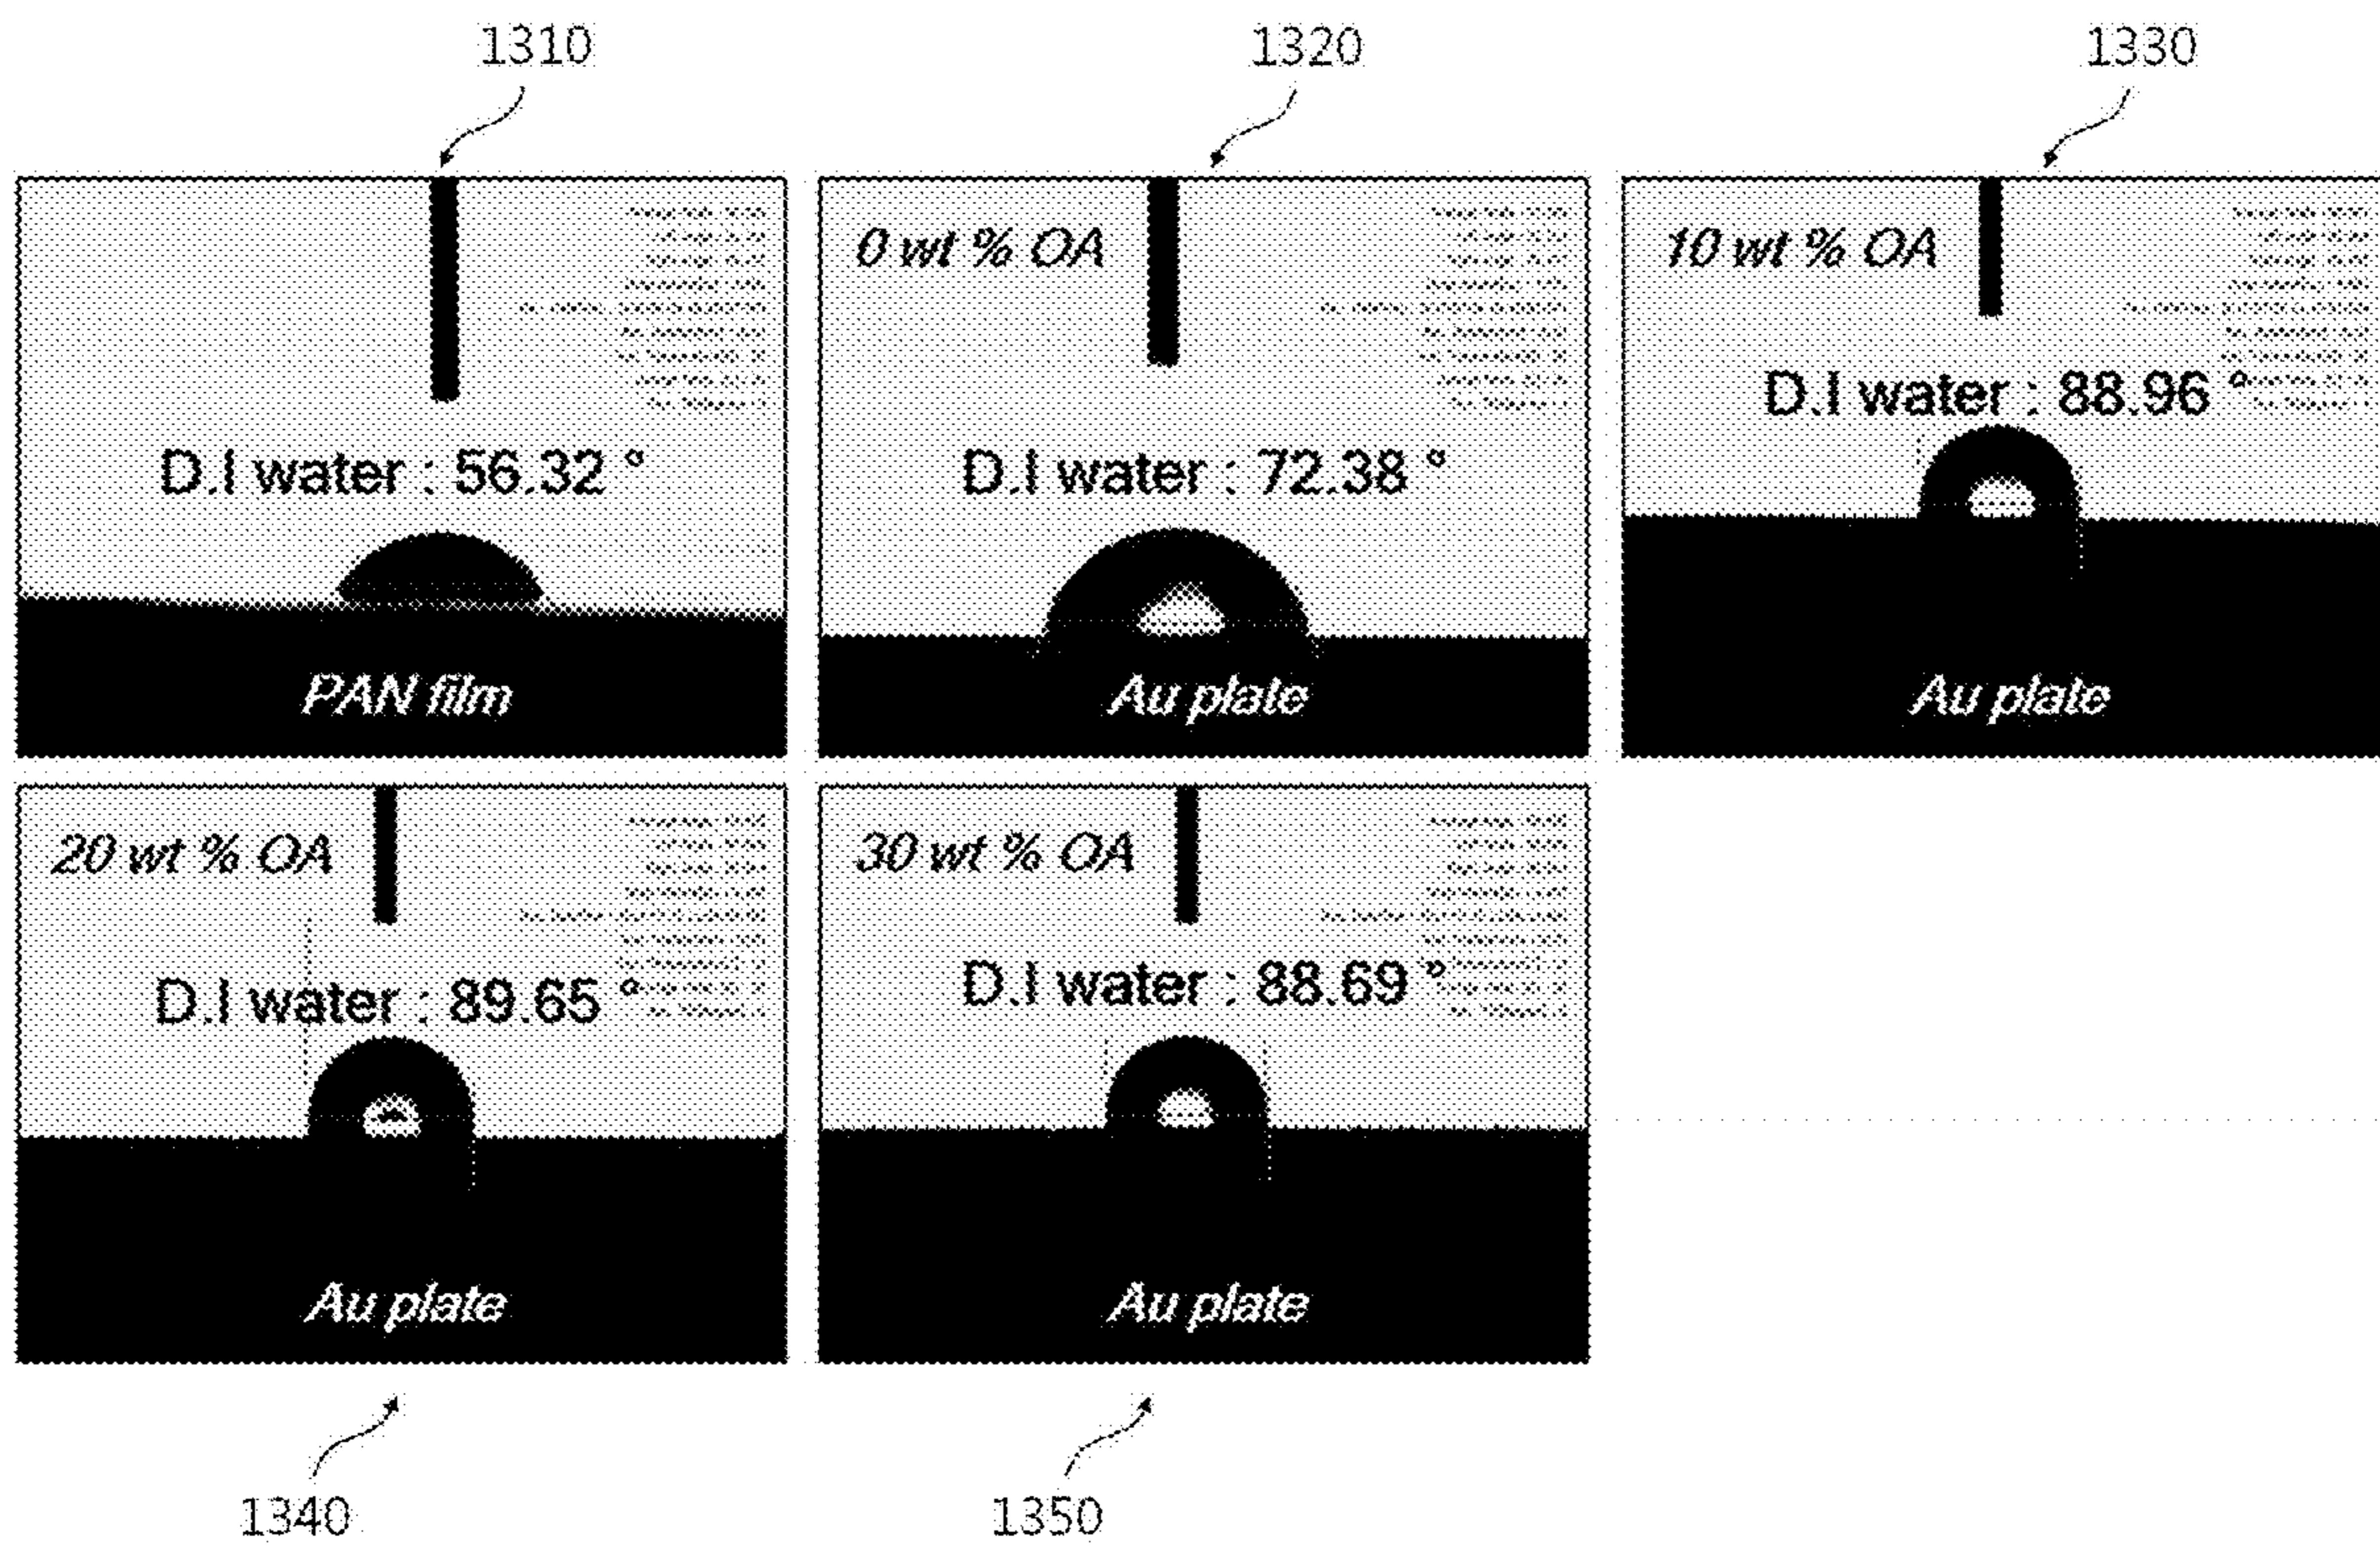 1310
1320
1330
D.I water : 56.32 °
PAN film
0 wt % OA
D.I water : 72.38 °
Au plate
10 wt % OA
D.I water : 88.96 °
Au plate
20 wt % OA
D.I water : 89.65 °
Au plate
30 wt % OA
D.I water : 88.69 °
Au plate
1340
1350